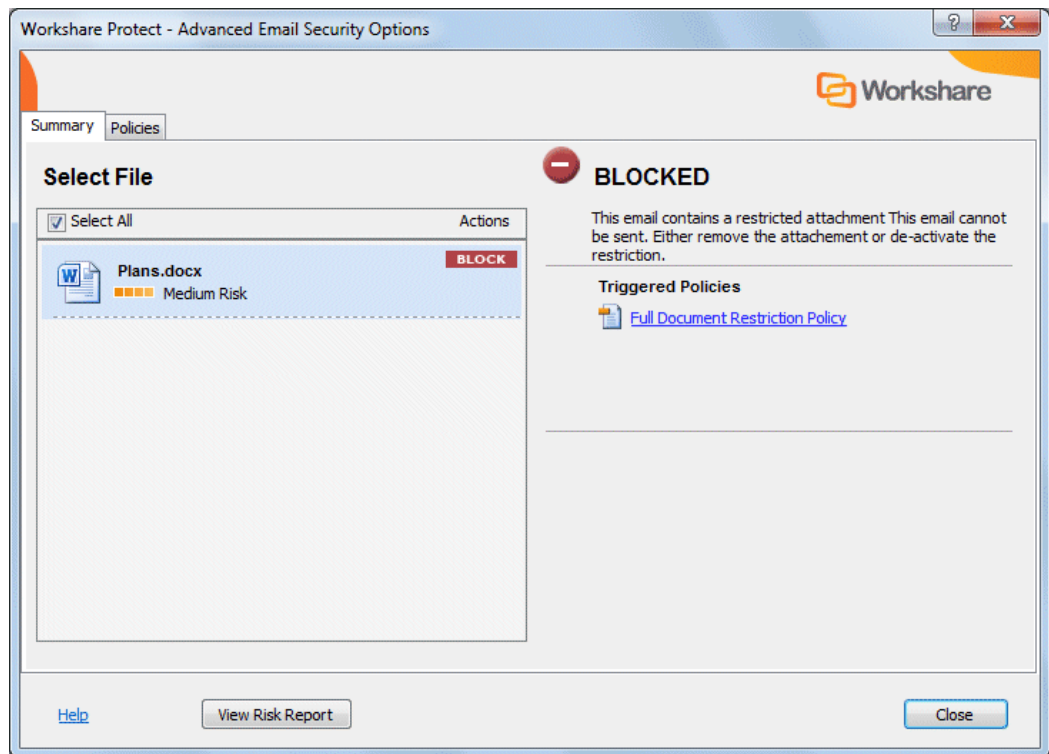 Workshare Protect - Advanced Email Security Options
?
X
Workshare
Summary
Policies
Select File
Select All
Actions
W
Plans.docx
Medium Risk
BLOCK
BLOCKED
This email contains a restricted attachment This email cannot
be sent. Either remove the attachement or de-activate the
restriction.
Triggered Policies
Full Document Restriction Policy
Help
View Risk Report
Close